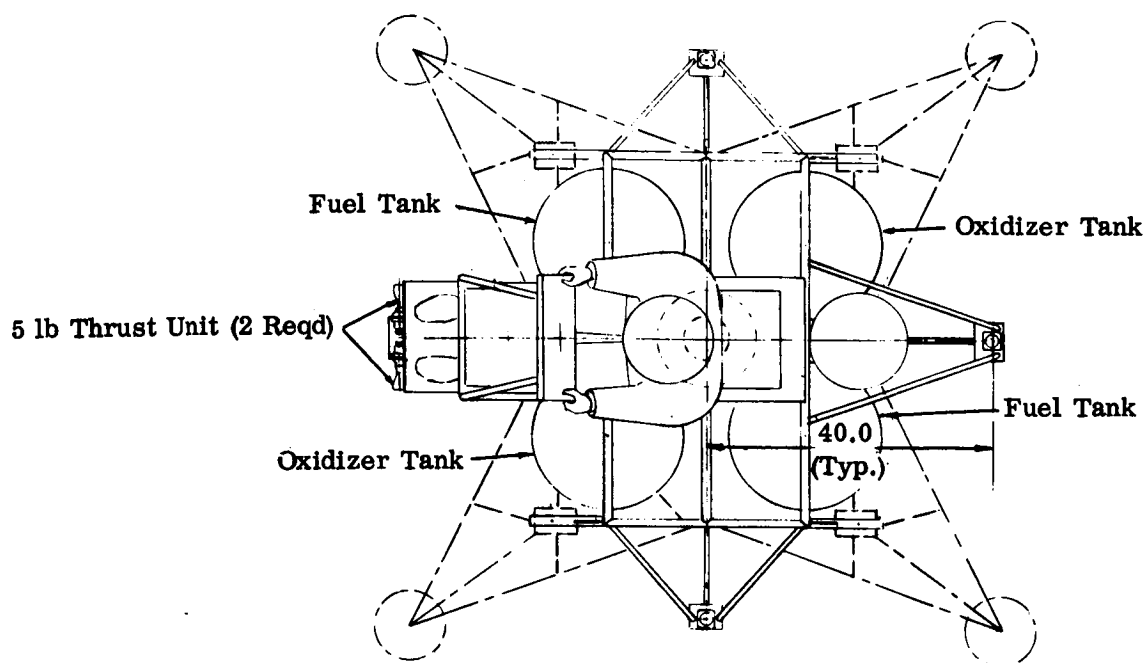 Fuel Tank
Oxidizer Tank
5 lb Thrust Unit (2 Reqd)
Fuel Tank
40.0
(Typ.)
Oxidizer Tank